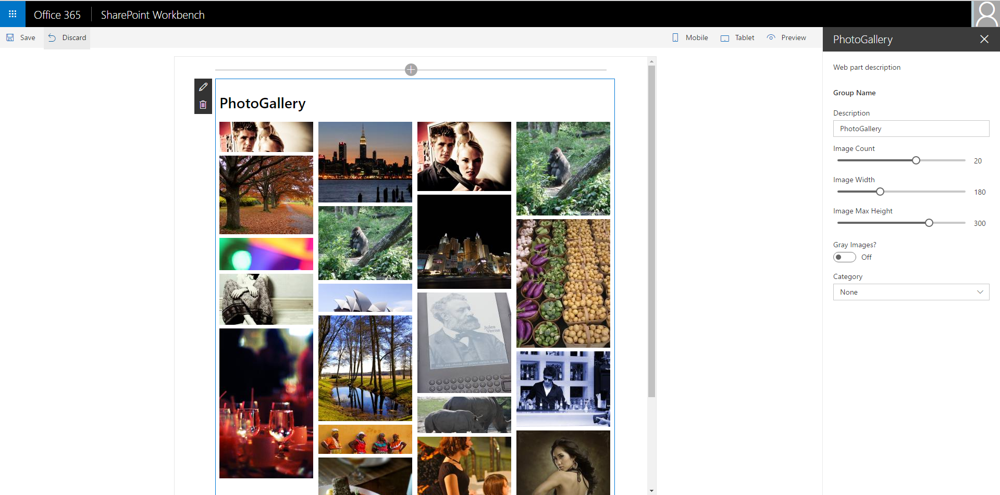 Office 365
SharePoint Workbench
Save
Discard
Mobile
Tablet
Preview
PhotoGallery
Web part description
Group Name
Description
PhotoGallery
Image Count
20
Image Width
180
Image Max Height
300
Gray Images?
Off
Category
None
PhotoGallery
Jules
Verne